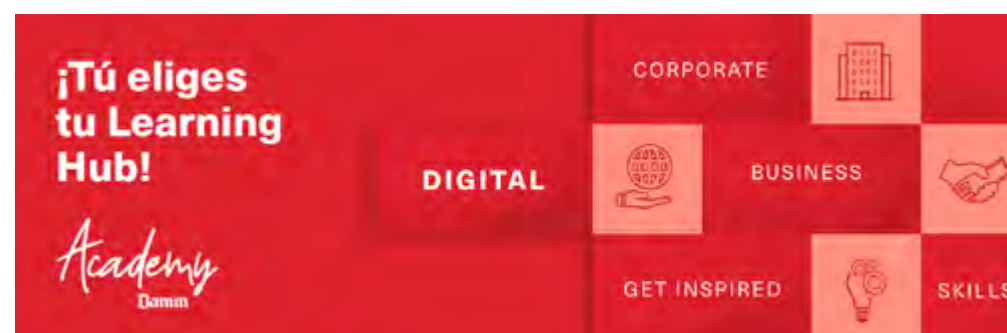 ¡Tú eliges
tu Learning
Hub!
Academy
Damm
DIGITAL
CORPORATE
BUSINESS
GET INSPIRED
SKILLS